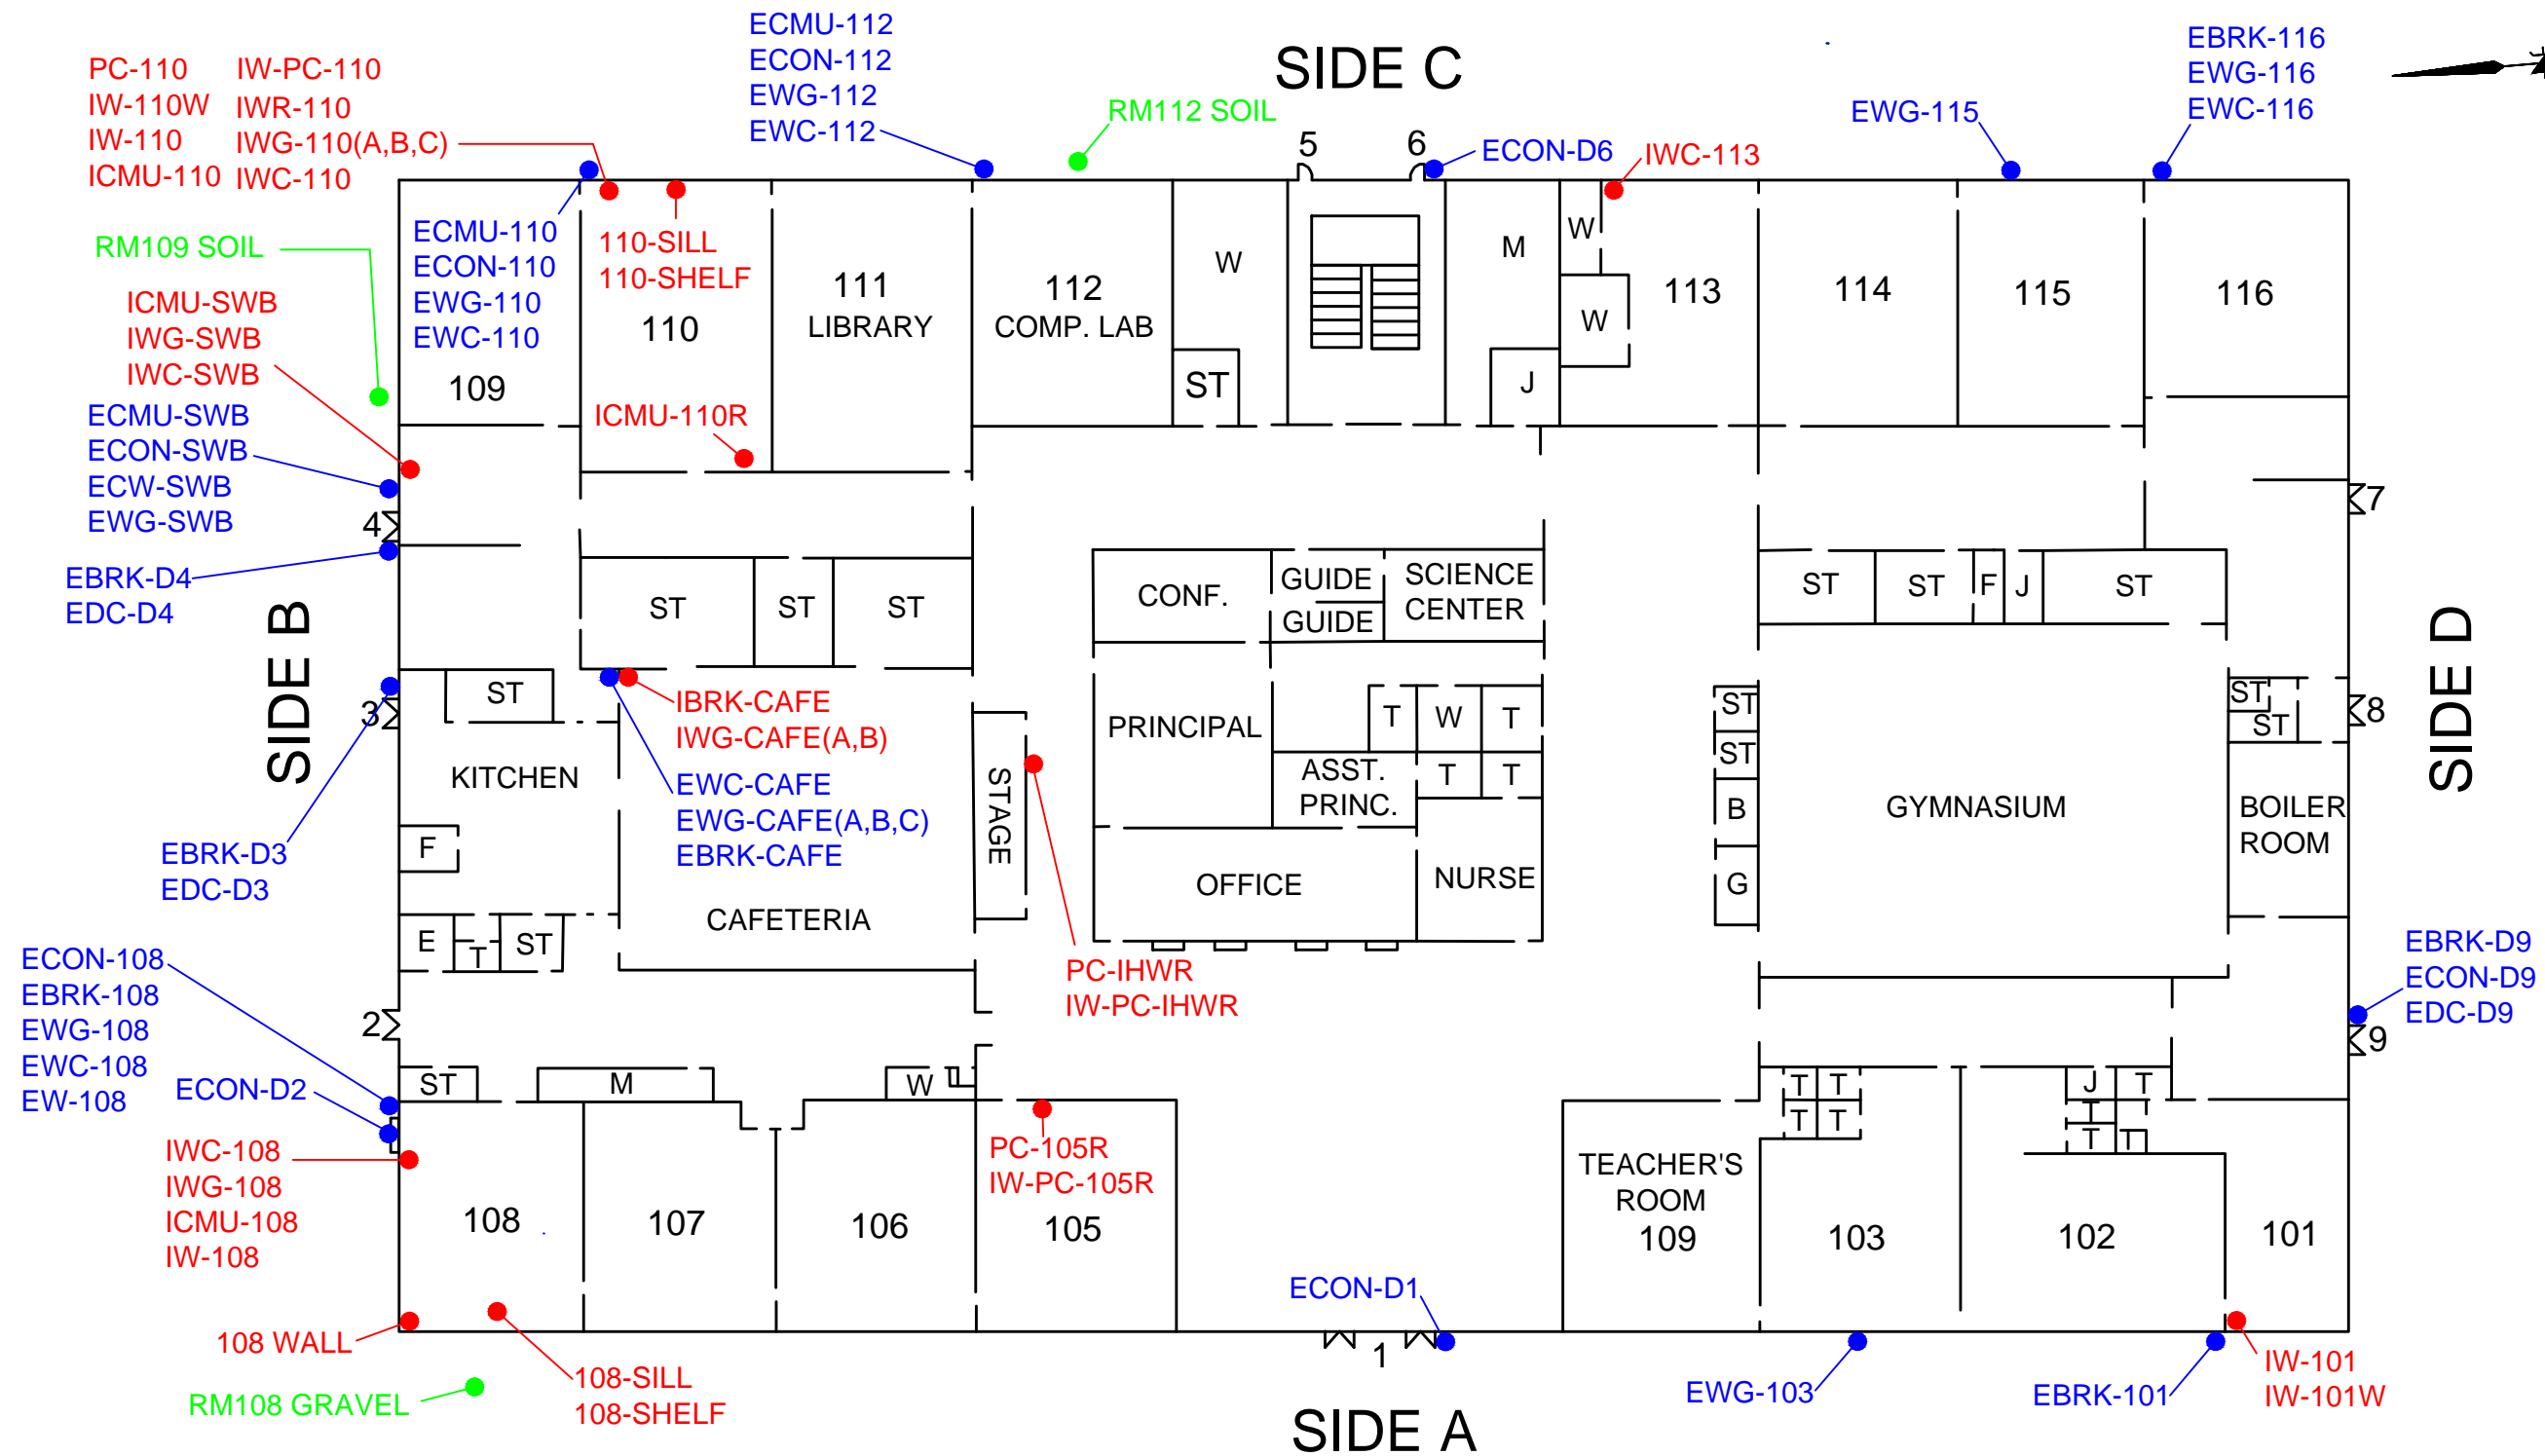 SIDE C
PC-110
IW-110W
IW-110
ICMU-110
IW-PC-110
IWR-110
IWG-110(A,B,C)
IWC-110
ECMU-112
ECON-112
EWG-112
EWC-112
RM112 SOIL
5
6
ECON-D6
IWC-113
EWG-115
EBRK-116
EWG-116
EWC-116
RM109 SOIL
ICMU-SWB
IWG-SWB
IWC-SWB
ECMU-SWB
ECON-SWB
ECW-SWB
EWG-SWB
4
EBRK-D4
EDC-D4
SIDE B
ECMU-110
ECON-110
EWG-110
EWC-110
109
110-SILL
110-SHELF
110
ICMU-110R
111
LIBRARY
112
COMP. LAB
W
ST
M
J
W
W
113
114
115
116
7
ST
ST
ST
CONF.
GUIDE
GUIDE
SCIENCE
CENTER
ST
ST
F
J
ST
SIDE D
3
ST
KITCHEN
F
EBRK-D3
EDC-D3
IBRK-CAFE
IWG-CAFE(A,B)
EWC-CAFE
EWG-CAFE(A,B,C)
EBRK-CAFE
CAFETERIA
STAGE
PRINCIPAL
T
W
T
T
T
ASST.
PRINC.
OFFICE
NURSE
ST
ST
B
G
GYMNASIUM
ST
ST
8
BOILER
ROOM
E
T
ST
PC-IHWR
IW-PC-IHWR
EBRK-D9
ECON-D9
EDC-D9
9
ECON-108
EBRK-108
EWG-108
EWC-108
EW-108
2
ECON-D2
ST
M
W
IWC-108
IWG-108
ICMU-108
IW-108
108
107
106
PC-105R
IW-PC-105R
105
TEACHER'S
ROOM
109
T
T
T
T
103
J
T
T
T
102
101
108 WALL
RM108 GRAVEL
108-SILL
108-SHELF
ECON-D1
1
EWG-103
EBRK-101
IW-101
IW-101W
SIDE A